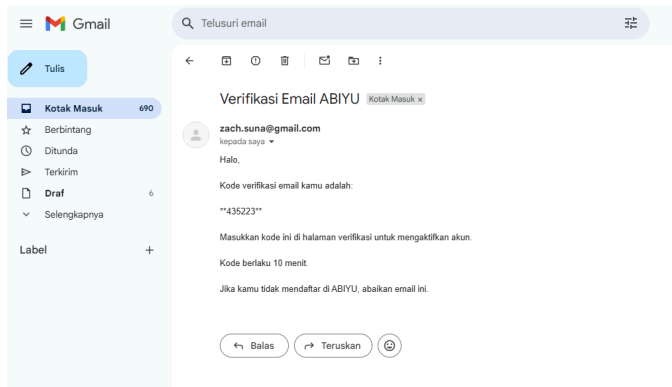 Gmail
Telusuri email
Tulis
Kotak Masuk 690
Berbintang
Ditunda
Terkirim
Draf 6
Selengkapnya
Label
Verifikasi Email ABIYU Kotak Masuk x
zach.suna@gmail.com
kepada saya
Halo,
Kode verifikasi email kamu adalah:
**435223**
Masukkan kode ini di halaman verifikasi untuk mengaktifkan akun.
Kode berlaku 10 menit.
Jika kamu tidak mendaftar di ABIYU, abaikan email ini.
Balas Teruskan